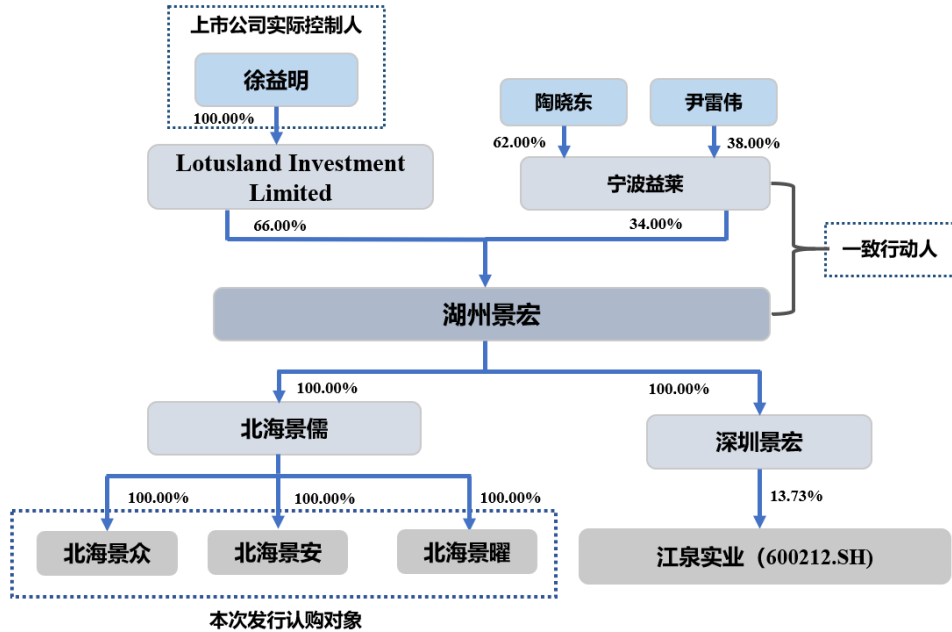 上市公司实际控制人
徐益明
陶晓东
尹雷伟
100.00%
62.00%
38.00%
Lotusland Investment
Limited
宁波益莱
66.00%
34.00%
一致行动人
湖州景宏
100.00%
100.00%
北海景儒
深圳景宏
100.00%
100.00%
100.00%
13.73%
北海景众
北海景安
北海景曜
江泉实业（600212.SH)
本次发行认购对象